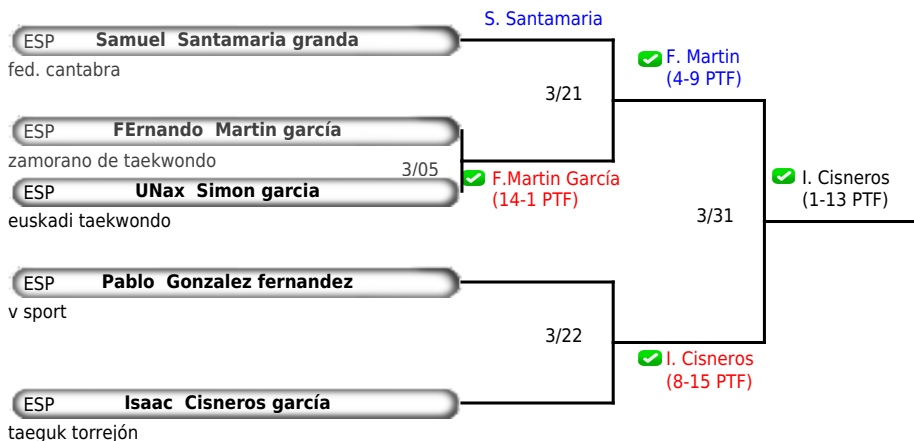 S. Santamaria
ESP Samuel Santamaria granda
fed. cantabra
F. Martin
(4-9 PTF)
3/21
ESP FErnando Martin garcía
zamorano de taekwondo
3/05
F.Martin García
(14-1 PTF)
ESP UNax Simon garcia
euskadi taekwondo
I. Cisneros
(1-13 PTF)
3/31
ESP Pablo Gonzalez fernandez
v sport
3/22
I. Cisneros
(8-15 PTF)
ESP Isaac Cisneros garcía
taeguk torrejón